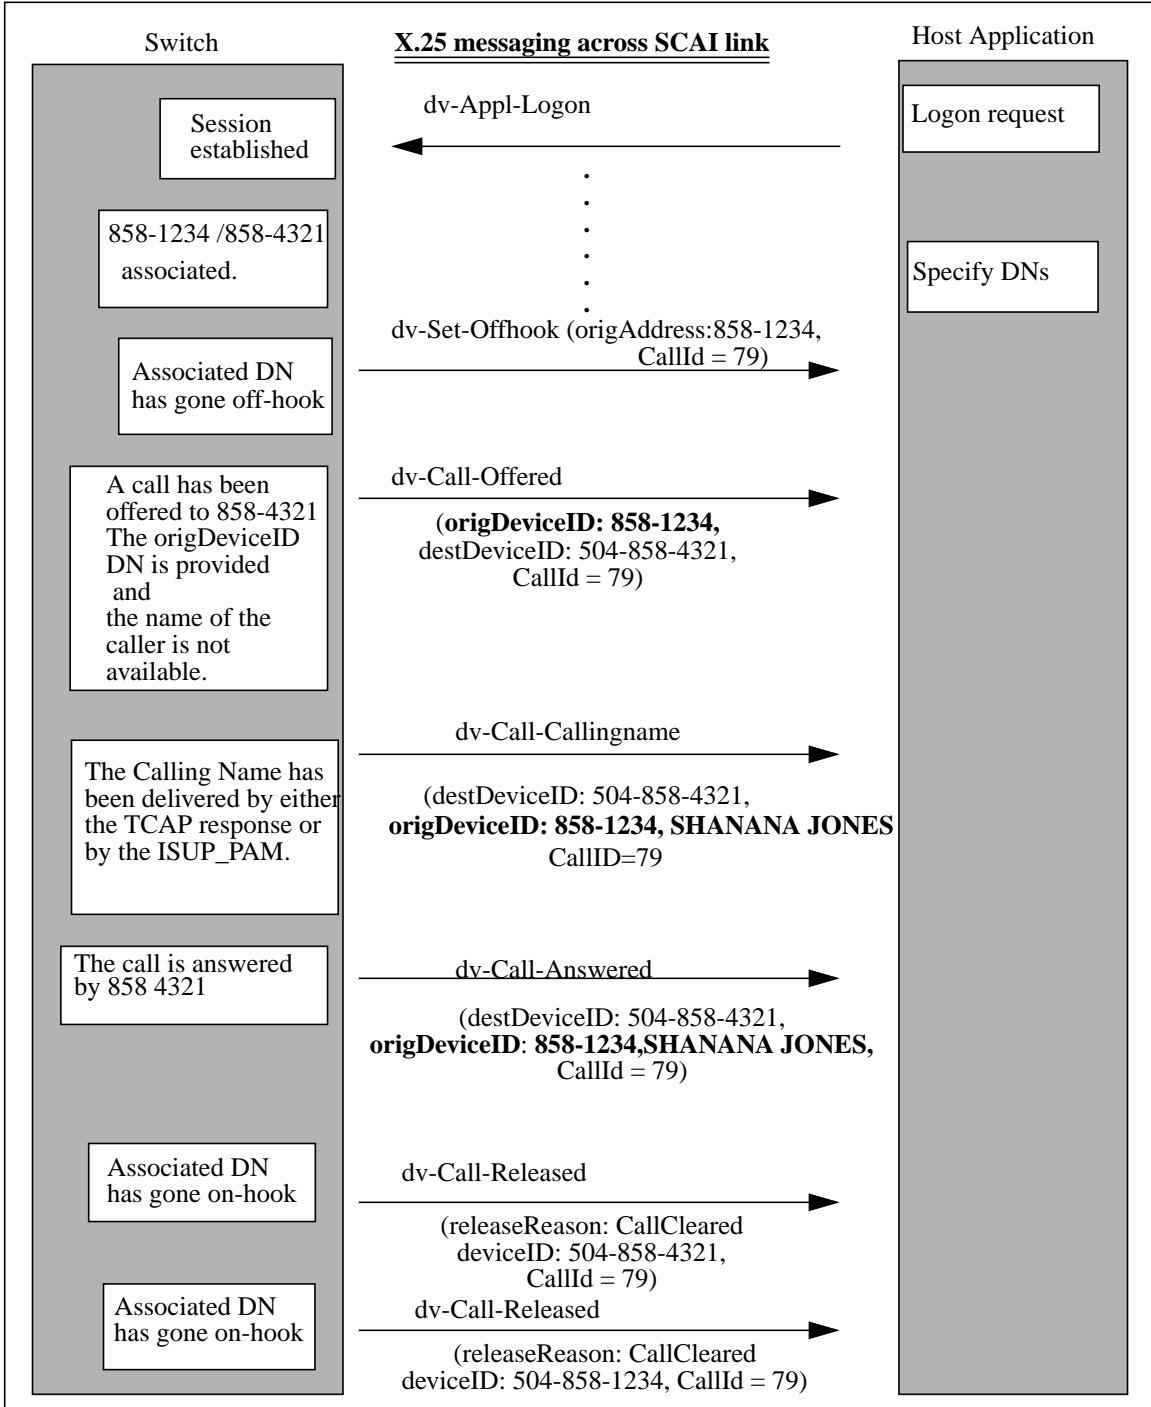 Switch
X.25 messaging across SCAI link
Host Application
dv-Appl-Logon
Logon request
Session
established
858-1234 /858-4321
associated.
Specify DNs
dv-Set-Offhook (origAddress:858-1234,
CallId = 79)
Associated DN
has gone off-hook
dv-Call-Offered
A call has been
offered to 858-4321
The origDeviceID
DN is provided
and
the name of the
caller is not
available.
(origDeviceID: 858-1234,
destDeviceID: 504-858-4321,
CallId = 79)
dv-Call-Callingname
The Calling Name has
been delivered by either
the TCAP response or
by the ISUP_PAM.
(destDeviceID: 504-858-4321,
origDeviceID: 858-1234, SHANANA JONES
CallID=79
The call is answered
by 858 4321
dv-Call-Answered
(destDeviceID: 504-858-4321,
origDeviceID: 858-1234,SHANANA JONES,
CallId = 79)
Associated DN
has gone on-hook
dv-Call-Released
(releaseReason: CallCleared
deviceID: 504-858-4321,
CallId = 79)
Associated DN
has gone on-hook
dv-Call-Released
(releaseReason: CallCleared
deviceID: 504-858-1234, CallId = 79)